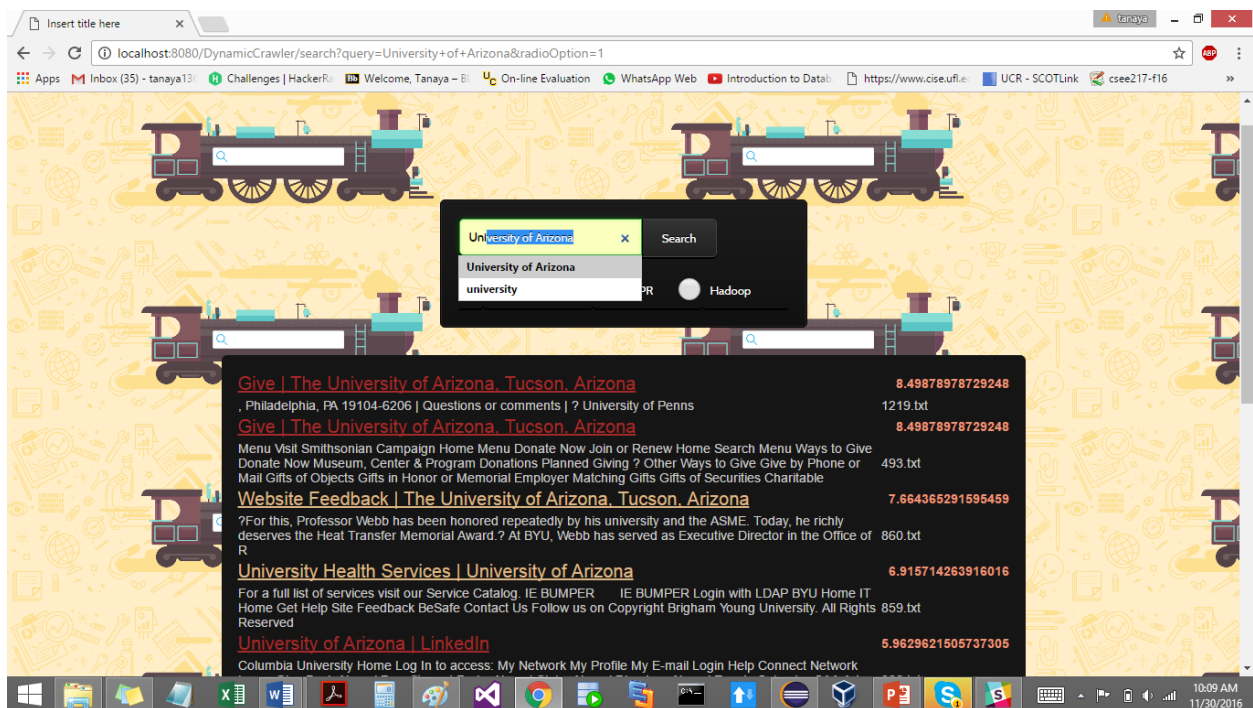 Insert title here
tanaya
localhost:8080/DynamicCrawler/search?query=University+of+Arizona&radioOption=1
ABP
Apps Inbox (35) - tanaya13 Challenges | HackerRa Bb Welcome, Tanaya – Bl UC On-line Evaluation WhatsApp Web Introduction to Datab https://www.cise.ufl.ed UCR - SCOTLink csee217-f16 »
University of Arizona × Search
University of Arizona
university
PR Hadoop
Give | The University of Arizona, Tucson, Arizona 8.49878978729248
, Philadelphia, PA 19104-6206 | Questions or comments | ? University of Penns 1219.txt
Give | The University of Arizona, Tucson, Arizona 8.49878978729248
Menu Visit Smithsonian Campaign Home Menu Donate Now Join or Renew Home Search Menu Ways to Give
Donate Now Museum, Center & Program Donations Planned Giving ? Other Ways to Give Give by Phone or 493.txt
Mail Gifts of Objects Gifts in Honor or Memorial Employer Matching Gifts Gifts of Securities Charitable
Website Feedback | The University of Arizona, Tucson, Arizona 7.664365291595459
?For this, Professor Webb has been honored repeatedly by his university and the ASME. Today, he richly
deserves the Heat Transfer Memorial Award.? At BYU, Webb has served as Executive Director in the Office of 860.txt
R
University Health Services | University of Arizona 6.915714263916016
For a full list of services visit our Service Catalog. IE BUMPER IE BUMPER Login with LDAP BYU Home IT
Home Get Help Site Feedback BeSafe Contact Us Follow us on Copyright Brigham Young University. All Rights 859.txt
Reserved
University of Arizona | LinkedIn 5.9629621505737305
Columbia University Home Log In to access: My Network My Profile My E-mail Login Help Connect Network
10:09 AM
11/30/2016